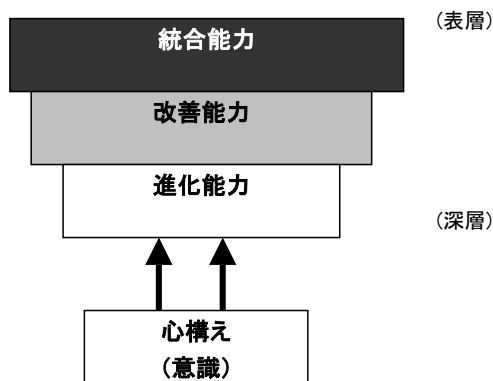 (表層)
統合能力
改善能力
進化能力
(深層)
心構え
(意識)